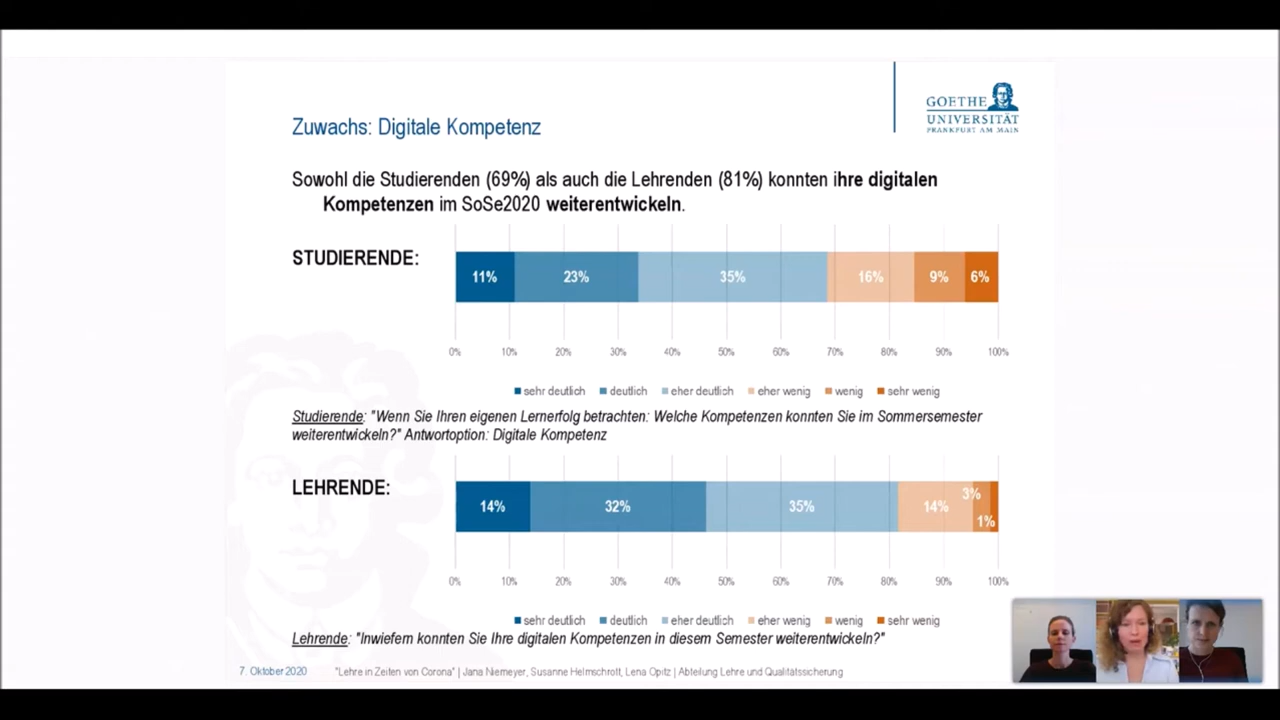 GOETHE
UNIVERSITÄT
FRANKFURT AM MAIN
Zuwachs: Digitale Kompetenz
Sowohl die Studierenden (69%) als auch die Lehrenden (81%) konnten ihre digitalen
Kompetenzen im SoSe2020 weiterentwickeln.
STUDIERENDE:
11% 23% 35% 16% 9% 6%
0% 10% 20% 30% 40% 50% 60% 70% 80% 90% 100%
sehr deutlich deutlich eher deutlich eher wenig wenig sehr wenig
Studierende: "Wenn Sie Ihren eigenen Lernerfolg betrachten: Welche Kompetenzen konnten Sie im Sommersemester
weiterentwickeln?" Antwortoption: Digitale Kompetenz
LEHRENDE:
14% 32% 35% 14% 3% 1%
0% 10% 20% 30% 40% 50% 60% 70% 80% 90% 100%
sehr deutlich deutlich eher deutlich eher wenig wenig sehr wenig
Lehrende: "Inwiefern konnten Sie Ihre digitalen Kompetenzen in diesem Semester weiterentwickeln?"
7. Oktober 2020 "Lehre in Zeiten von Corona" | Jana Niemeyer, Susanne Helmschrott, Lena Opitz | Abteilung Lehre und Qualitätssicherung